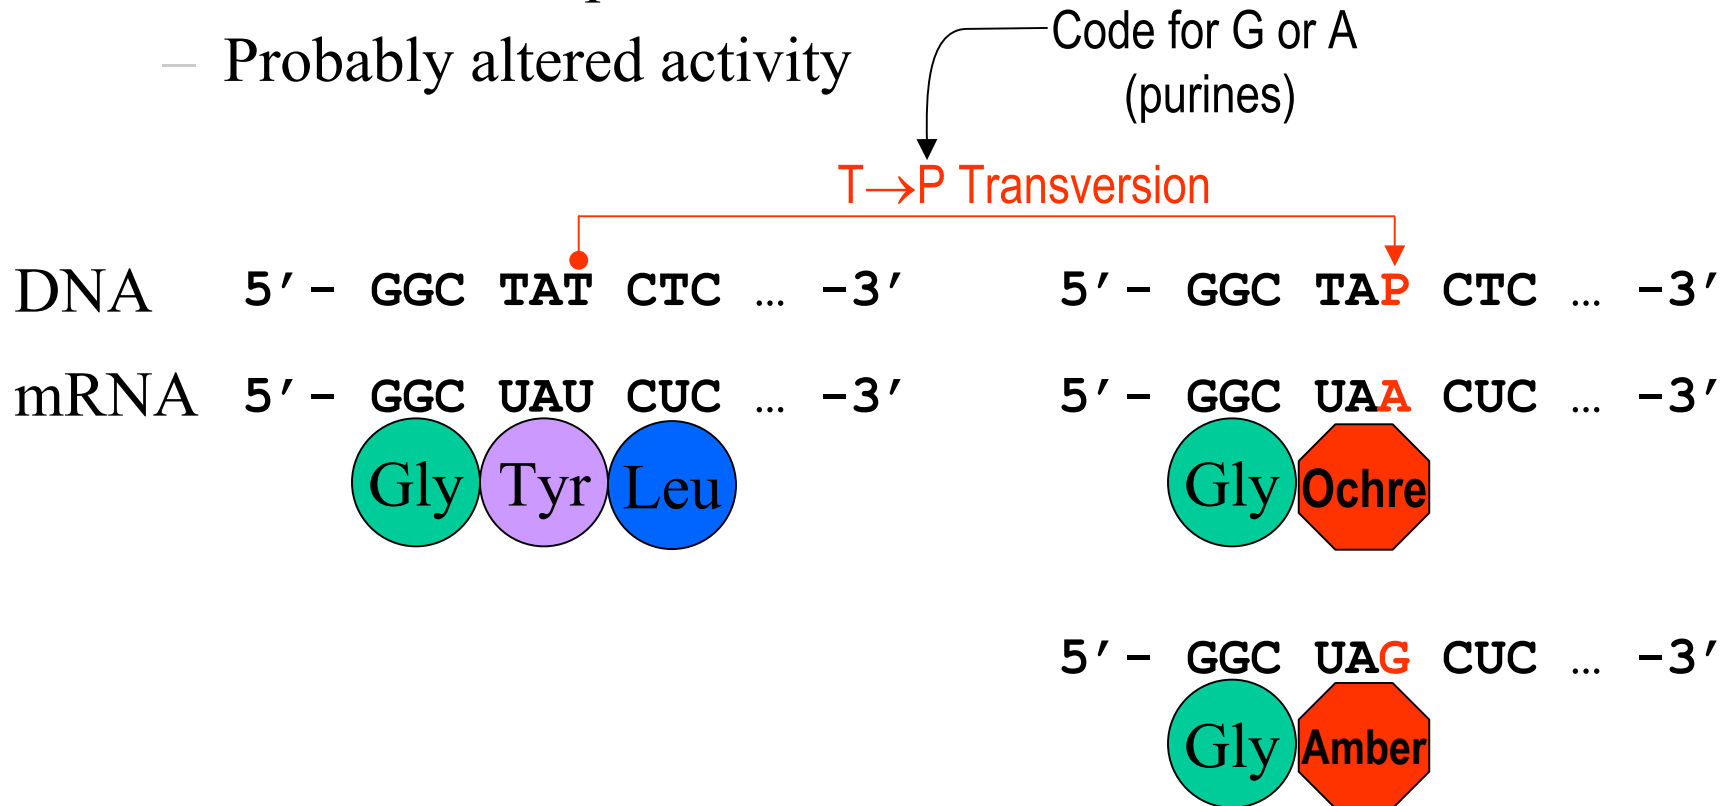 – Probably altered activity
Code for G or A
(purines)
T→P Transversion
DNA 5′- GGC TAT CTC … -3′ 5′- GGC TAP CTC … -3′
mRNA 5′- GGC UAU CUC … -3′ 5′- GGC UAA CUC … -3′
Gly Tyr Leu Gly Ochre
5′- GGC UAG CUC … -3′
Gly Amber